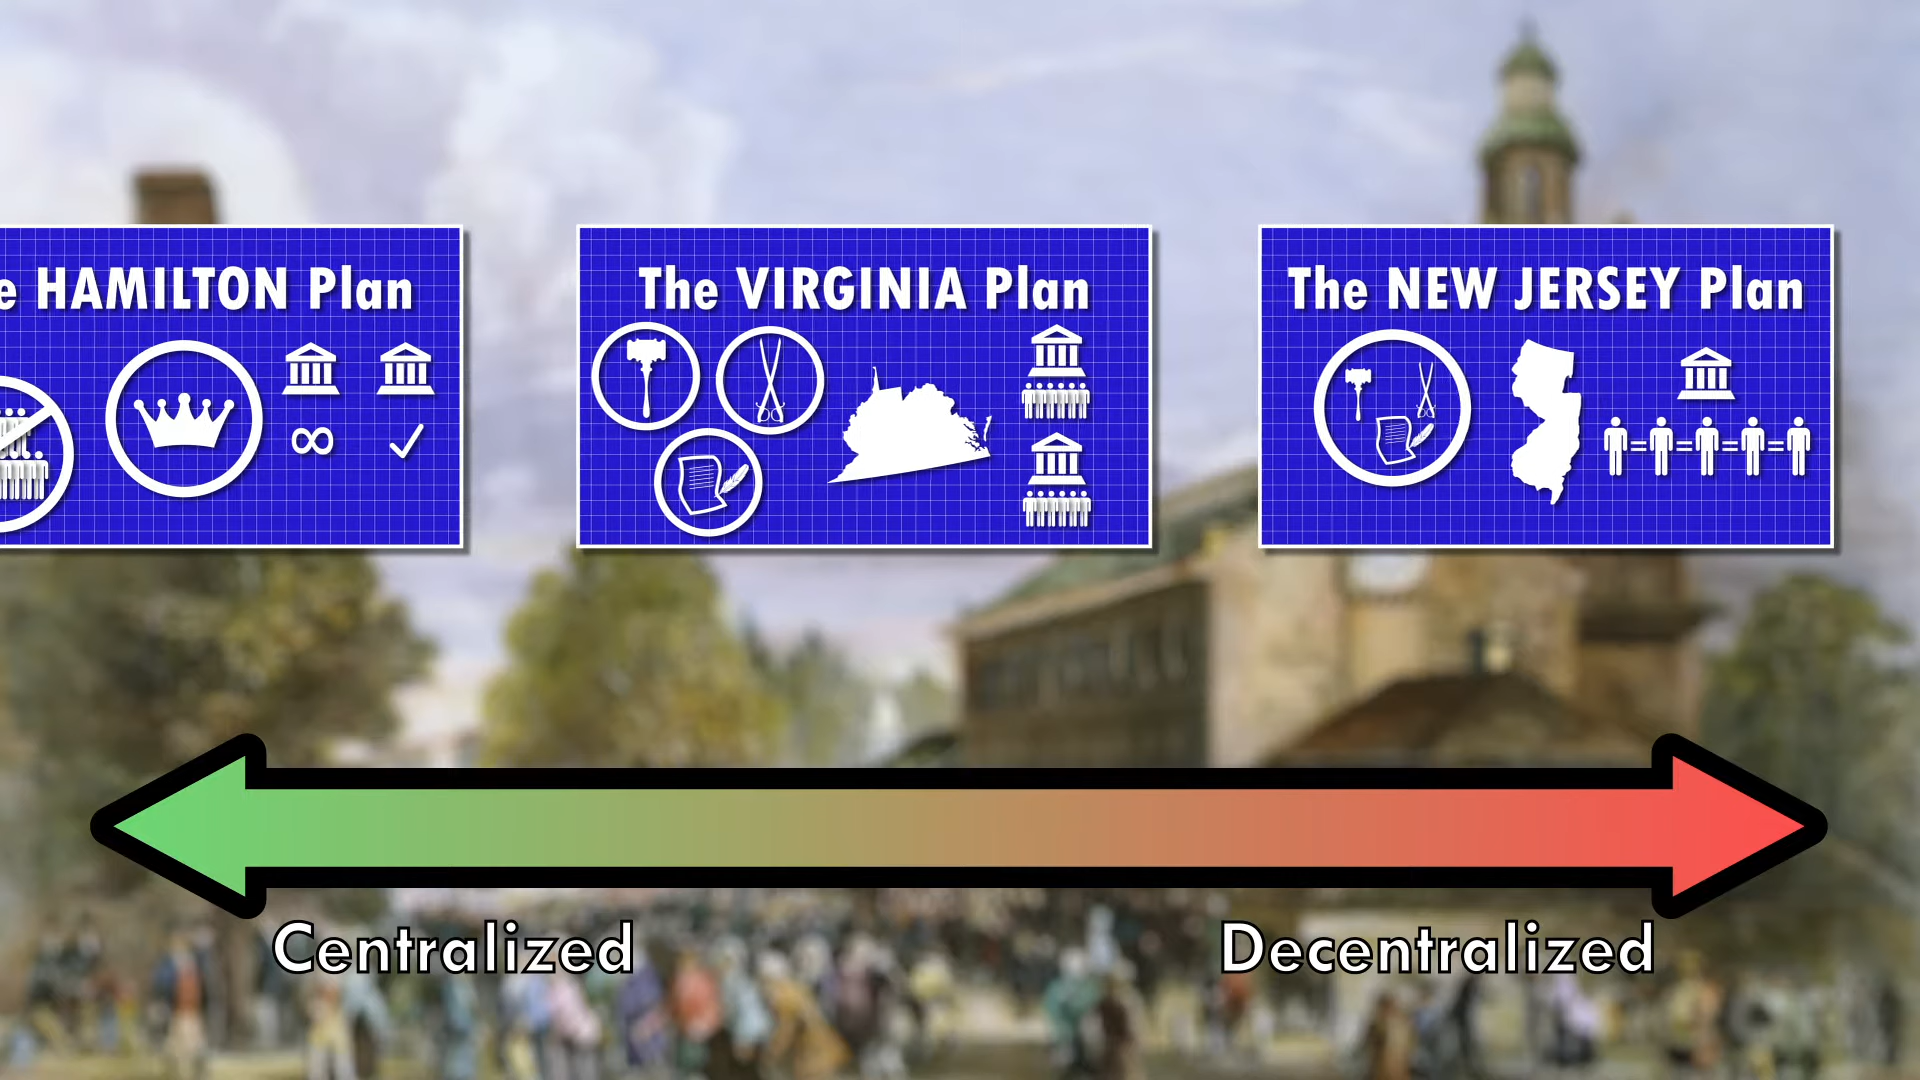 e HAMILTON Plan
The VIRGINIA Plan
The NEW JERSEY Plan
Centralized
Decentralized